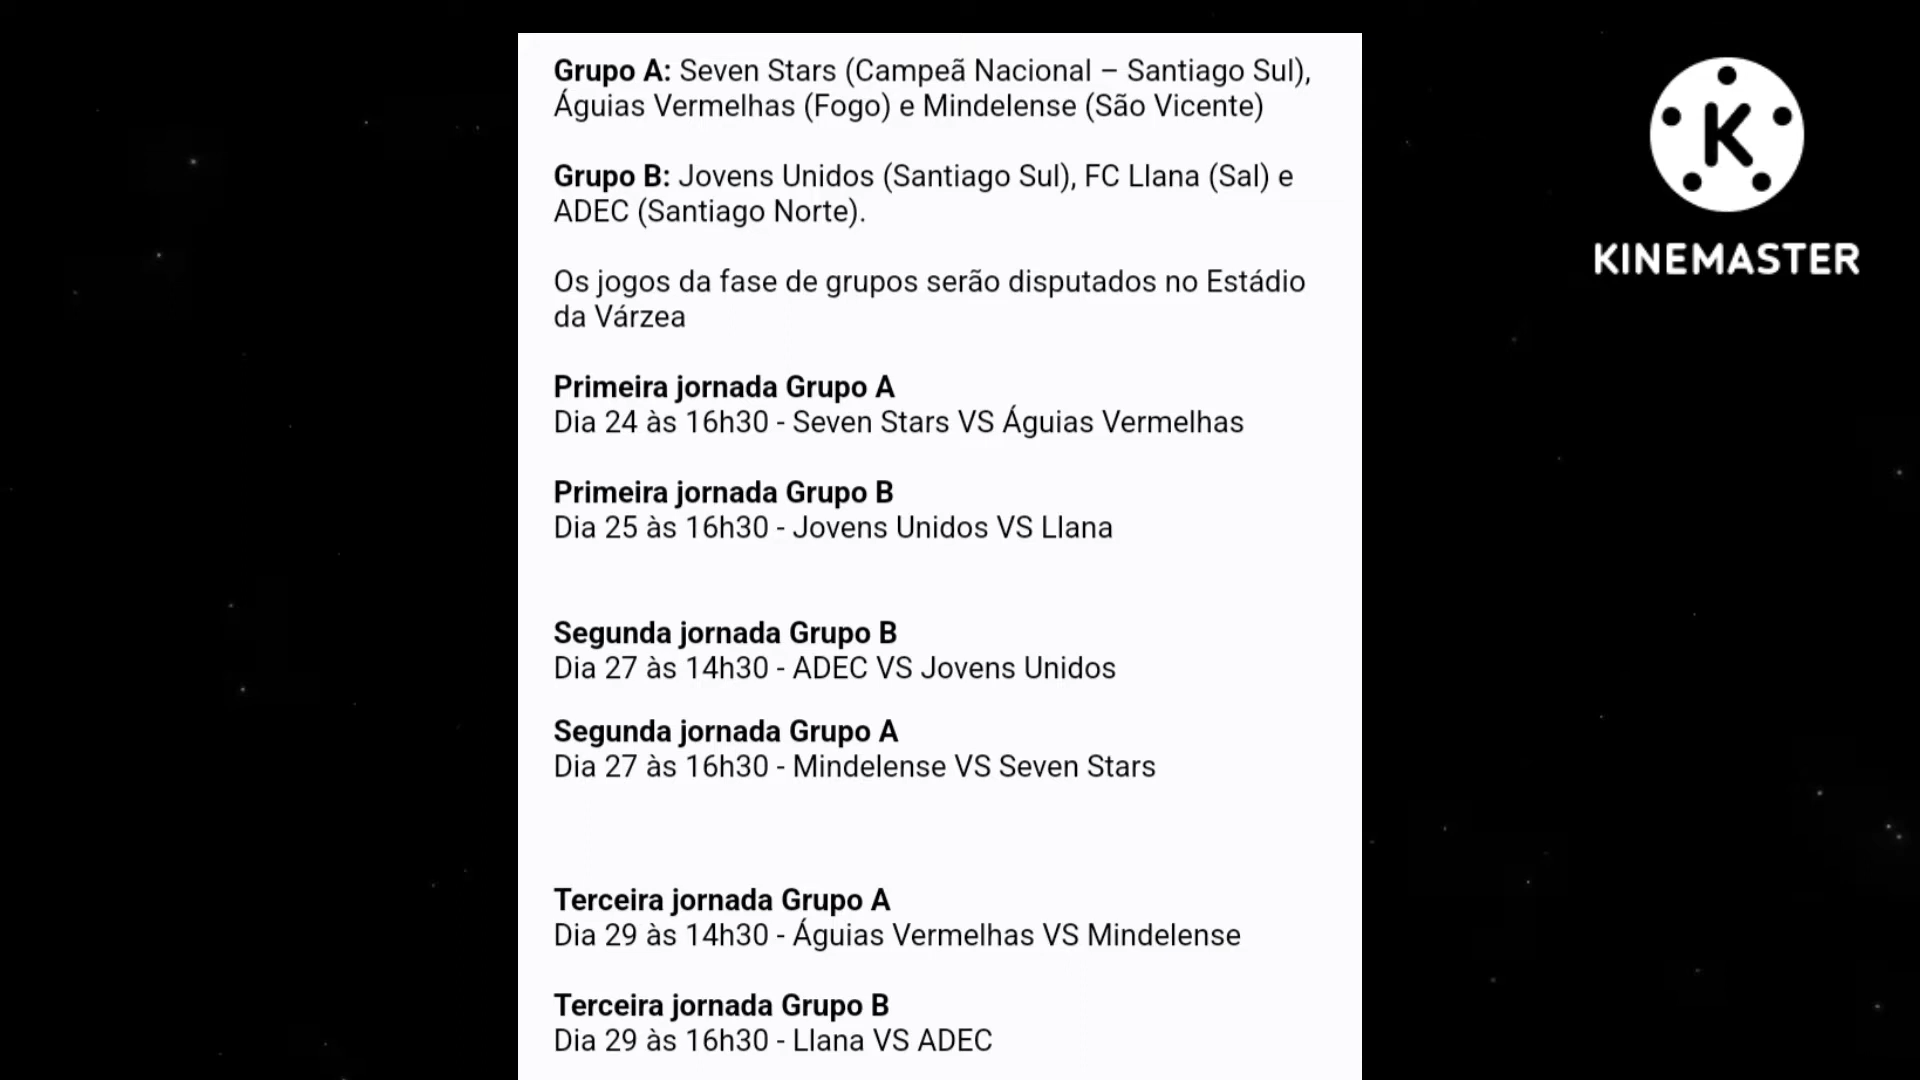 Grupo A: Seven Stars (Campeã Nacional – Santiago Sul),
Águias Vermelhas (Fogo) e Mindelense (São Vicente)
Grupo B: Jovens Unidos (Santiago Sul), FC Llana (Sal) e
ADEC (Santiago Norte).
Os jogos da fase de grupos serão disputados no Estádio
da Várzea
Primeira jornada Grupo A
Dia 24 às 16h30 - Seven Stars VS Águias Vermelhas
Primeira jornada Grupo B
Dia 25 às 16h30 - Jovens Unidos VS Llana
Segunda jornada Grupo B
Dia 27 às 14h30 - ADEC VS Jovens Unidos
Segunda jornada Grupo A
Dia 27 às 16h30 - Mindelense VS Seven Stars
Terceira jornada Grupo A
Dia 29 às 14h30 - Águias Vermelhas VS Mindelense
Terceira jornada Grupo B
Dia 29 às 16h30 - Llana VS ADEC
K
KINEMASTER